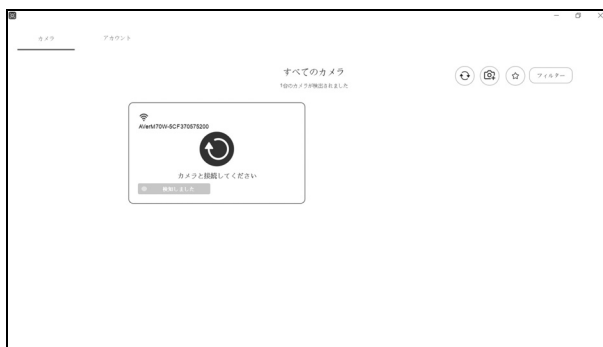 カメラ
アカウント
すべてのカメラ
1台のカメラが検出されました
フィルター
AVerM70W-5CF370575200
カメラと接続してください